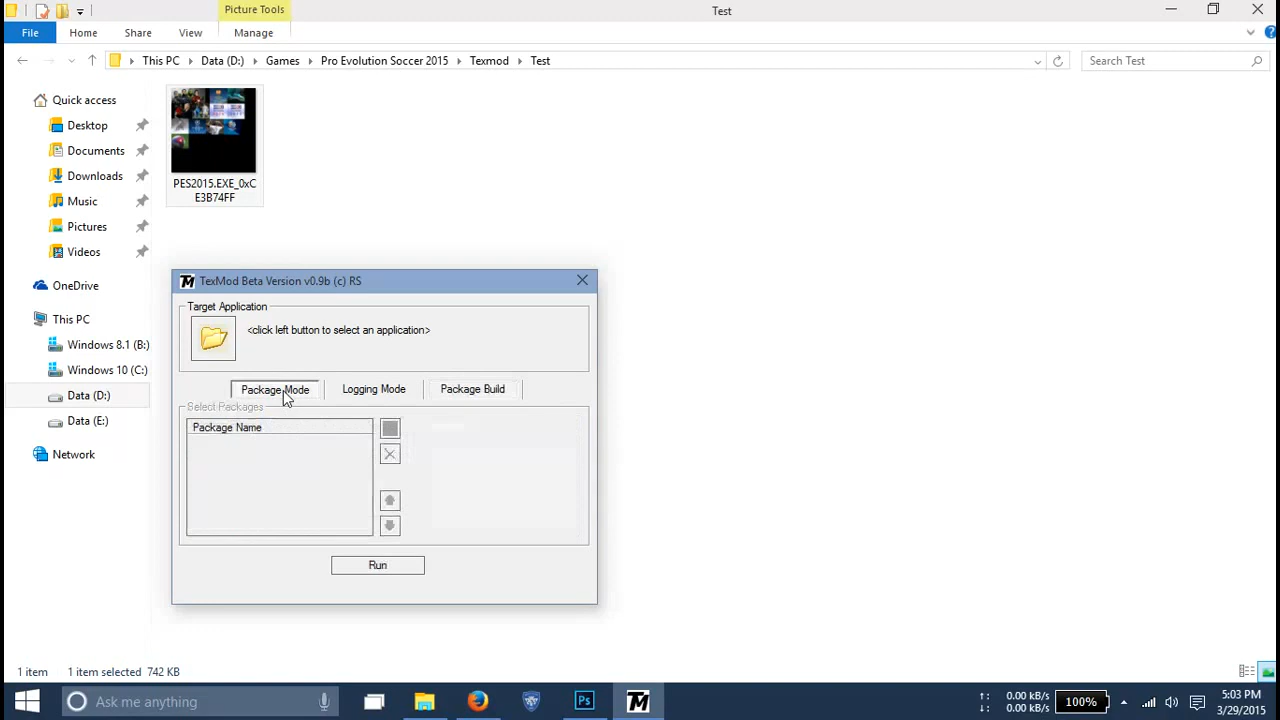 Picture Tools
Test
File
Home
Share
View
Manage
This PC
Data (D:)
Games
Pro Evolution Soccer 2015
Texmod
Test
Search Test
Quick access
Desktop
Documents
Downloads
Music
Pictures
Videos
OneDrive
This PC
Windows 8.1 (B:)
Windows 10 (C:)
Data (D:)
Data (E:)
Network
PES2015.EXE_0xC
E3B74FF
TM
TexMod Beta Version v0.9b (c) RS
Target Application
<click left button to select an application>
Package Mode
Logging Mode
Package Build
Select Packages
Package Name
Run
1 item
1 item selected 742 KB
Ask me anything
Ps
TM
0.00 kB/s
0.00 kB/s
100%
5:03 PM
3/29/2015